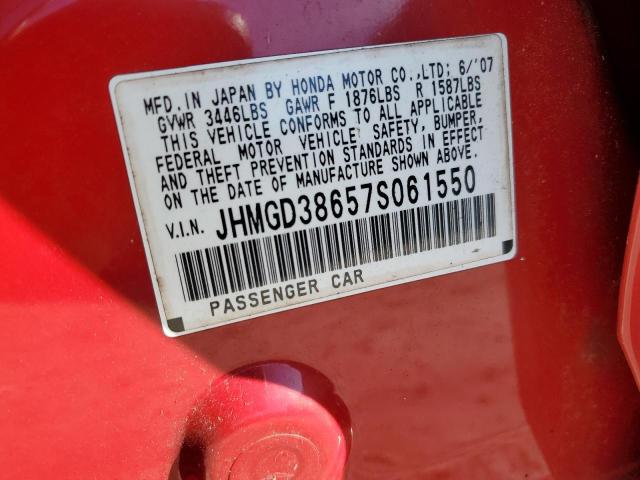 MFD.IN JAPAN BY HONDA MOTOR CO.,LTD; 6/'07
GVWR 3446LBS GAWR F 1876LBS R 1587LBS
THIS VEHICLE CONFORMS TO ALL APPLICABLE
FEDERAL MOTOR VEHICLE SAFETY, BUMPER,
AND THEFT PREVENTION STANDARDS IN EFFECT
ON THE DATE OF MANUFACTURE SHOWN ABOVE.
V.I.N. JHMGD38657S061550
PASSENGER CAR